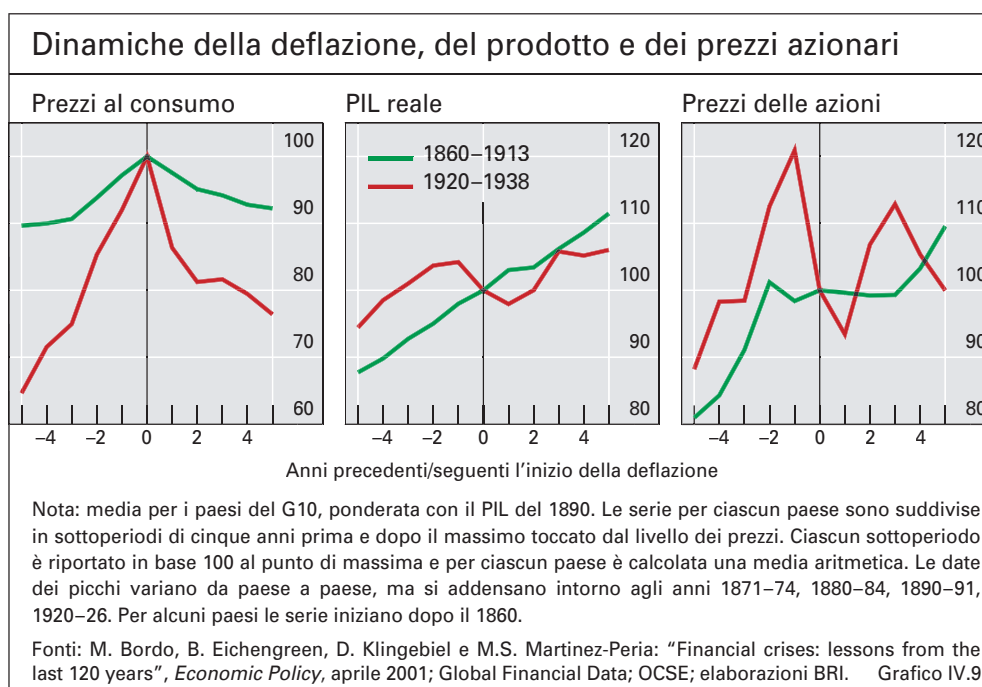 Dinamiche della deflazione, del prodotto e dei prezzi azionari
Prezzi al consumo
PIL reale
Prezzi delle azioni
100
90
80
70
60
–4 –2 0 2 4
1860–1913
1920–1938
120
110
100
90
80
–4 –2 0 2 4
120
110
100
90
80
–4 –2 0 2 4
Anni precedenti/seguenti l'inizio della deflazione
Nota: media per i paesi del G10, ponderata con il PIL del 1890. Le serie per ciascun paese sono suddivise
in sottoperiodi di cinque anni prima e dopo il massimo toccato dal livello dei prezzi. Ciascun sottoperiodo
è riportato in base 100 al punto di massima e per ciascun paese è calcolata una media aritmetica. Le date
dei picchi variano da paese a paese, ma si addensano intorno agli anni 1871–74, 1880–84, 1890–91,
1920–26. Per alcuni paesi le serie iniziano dopo il 1860.
Fonti: M. Bordo, B. Eichengreen, D. Klingebiel e M.S. Martinez-Peria: “Financial crises: lessons from the
last 120 years”, Economic Policy, aprile 2001; Global Financial Data; OCSE; elaborazioni BRI. Grafico IV.9